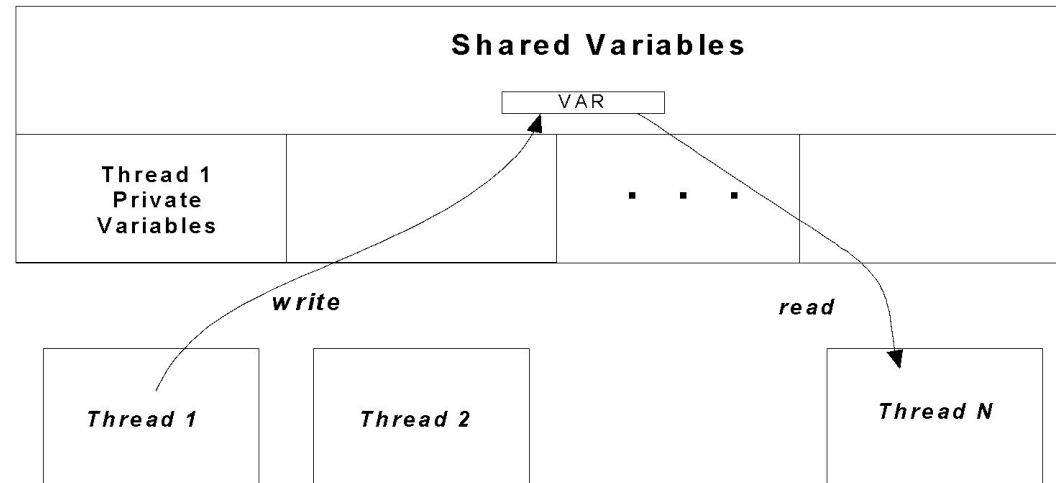 Shared Variables
VAR
Thread 1
Private
Variables
. . .
write
read
Thread 1
Thread 2
Thread N